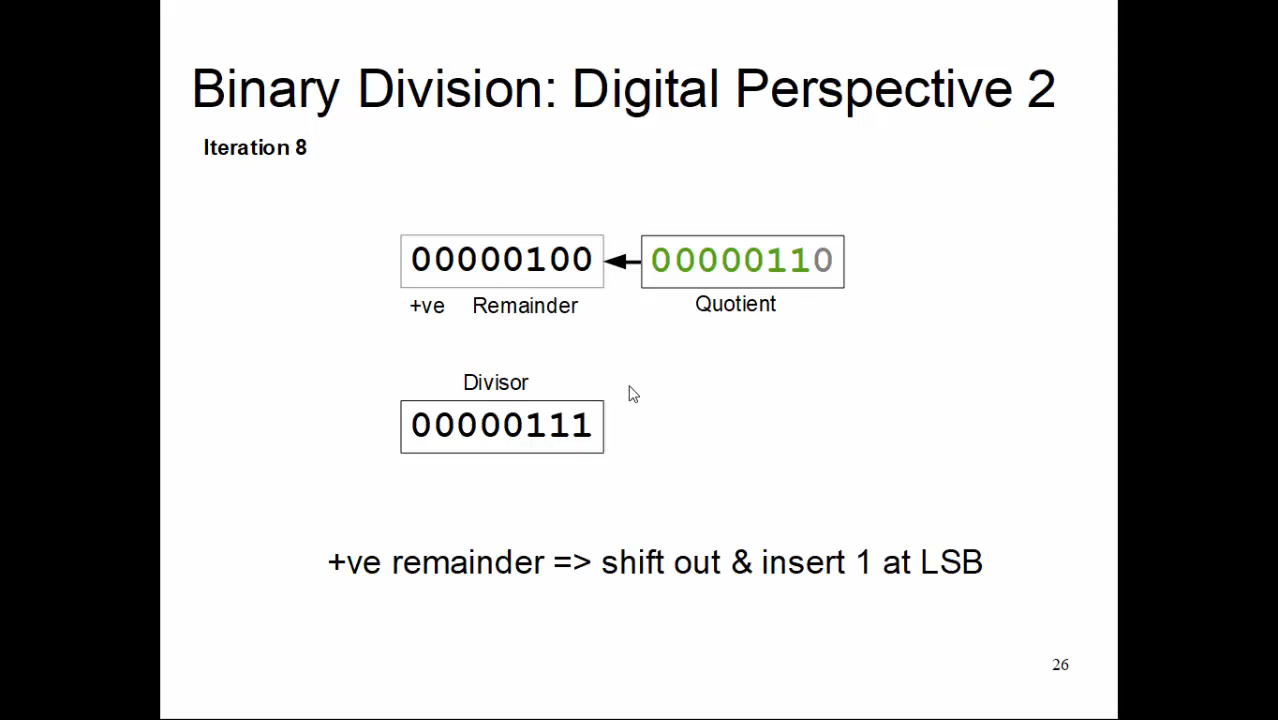 Binary Division: Digital Perspective 2
Iteration 8
00000100
00000110
+ve Remainder
Quotient
Divisor
00000111
+ve remainder => shift out & insert 1 at LSB
26